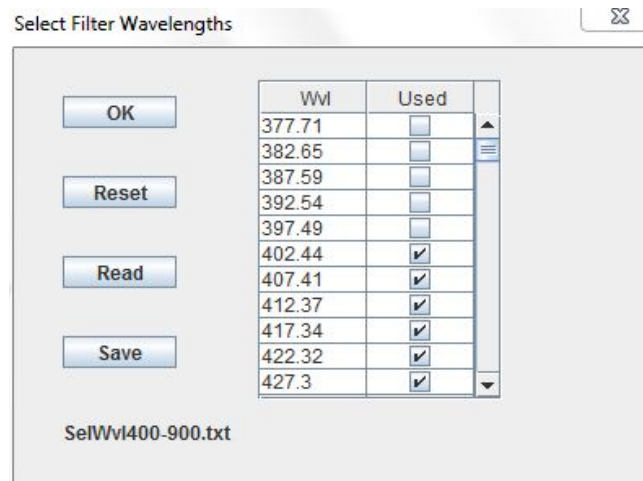 Select Filter Wavelengths
OK
Reset
Read
Save
Wvl Used
377.71
382.65
387.59
392.54
397.49
402.44
407.41
412.37
417.34
422.32
427.3
SelWvl400-900.txt